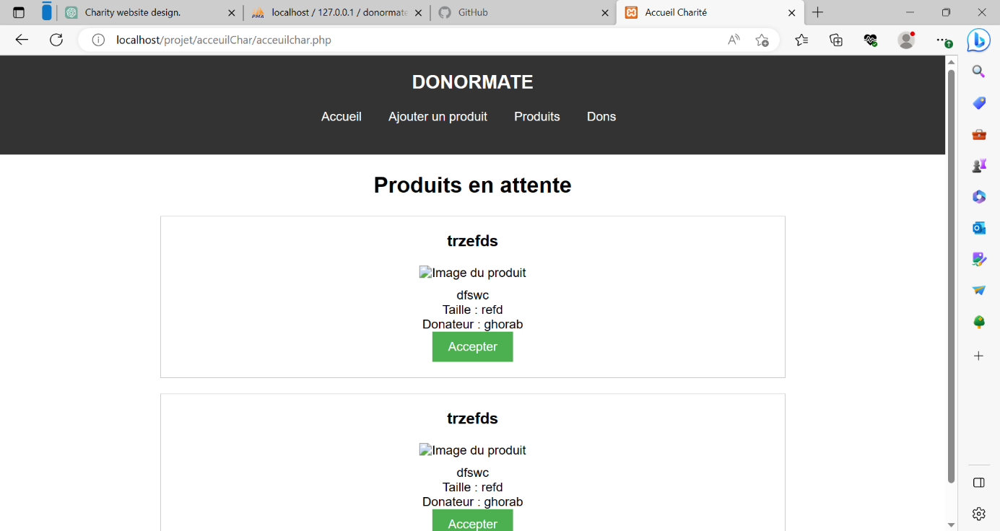 Charity website design.
localhost / 127.0.0.1 / donormate
GitHub
Accueil Charité
localhost/projet/acceuilChar/acceuilchar.php
DONORMATE
Accueil Ajouter un produit Produits Dons
Produits en attente
trzefds
Image du produit
dfswc
Taille : refd
Donateur : ghorab
Accepter
trzefds
Image du produit
dfswc
Taille : refd
Donateur : ghorab
Accepter